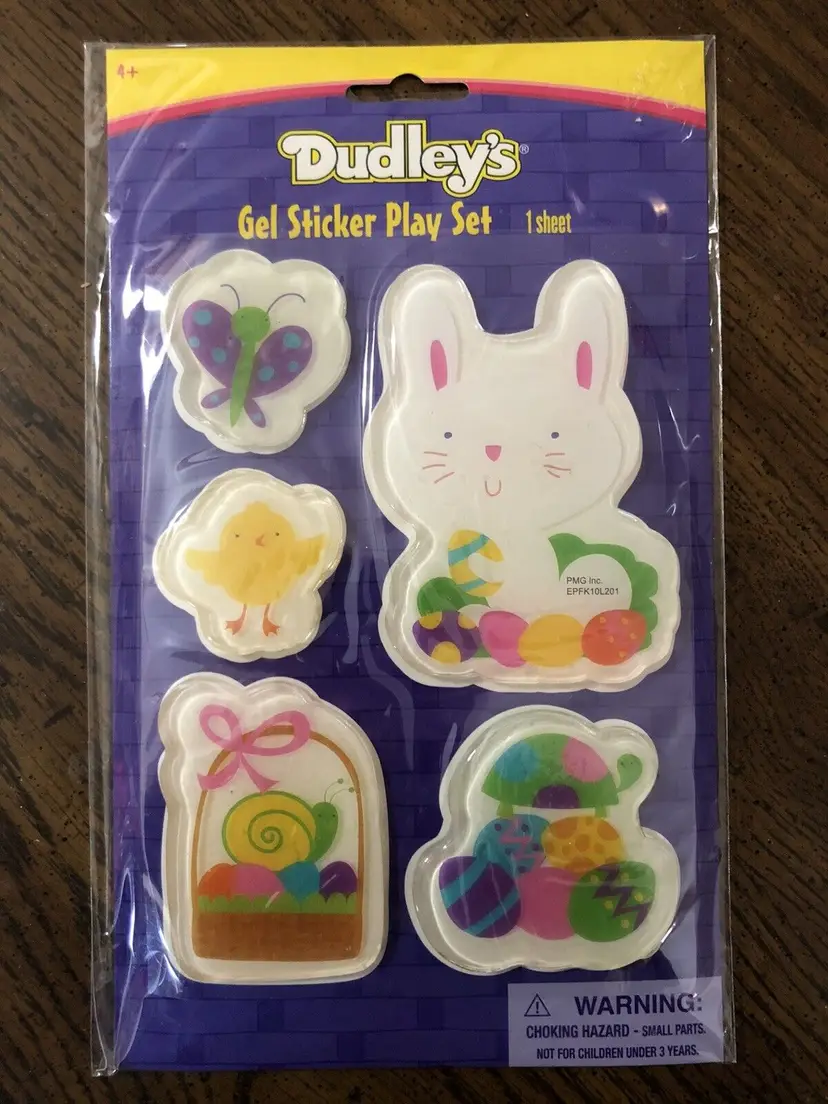 4+
Dudley's®
Gel Sticker Play Set 1 sheet
PMG Inc.
EPFK10L201
⚠ WARNING:
CHOKING HAZARD - SMALL PARTS.
NOT FOR CHILDREN UNDER 3 YEARS.